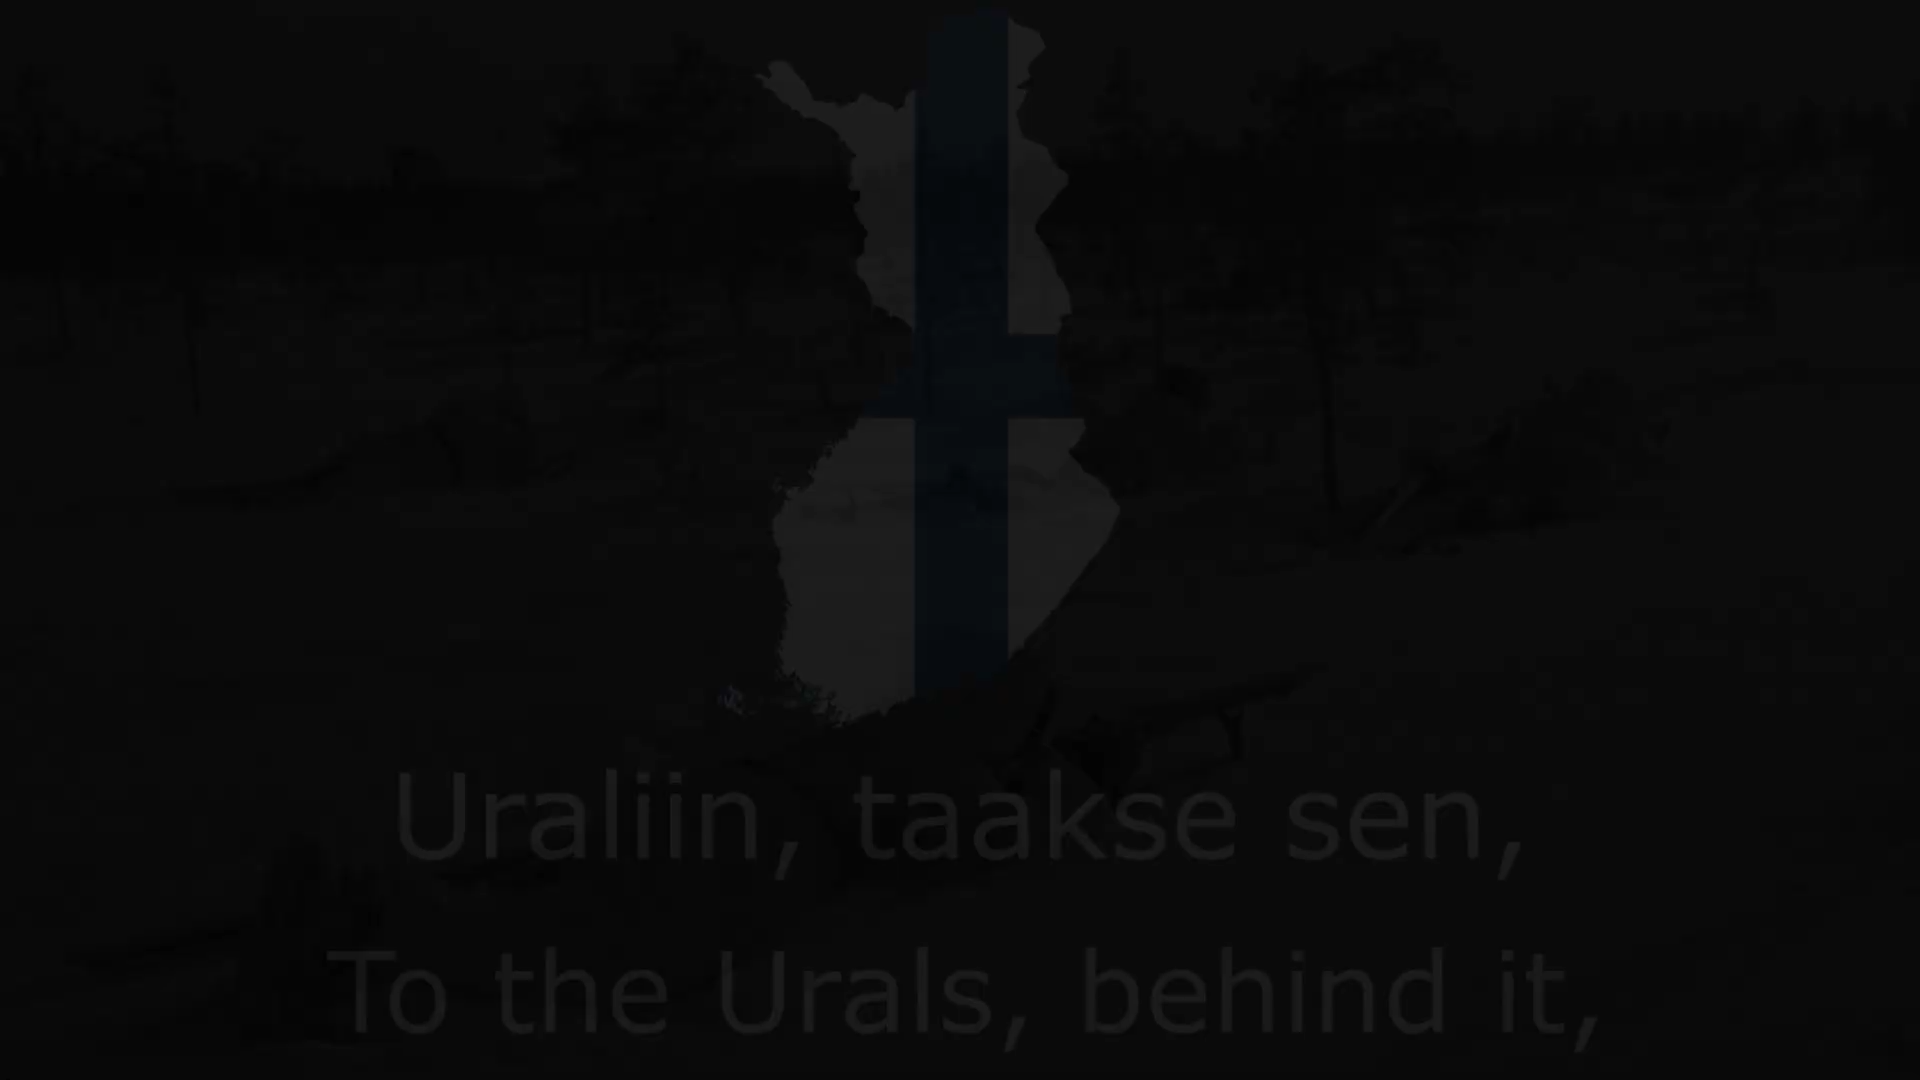 Uraliin, taakse sen,
To the Urals, behind it,